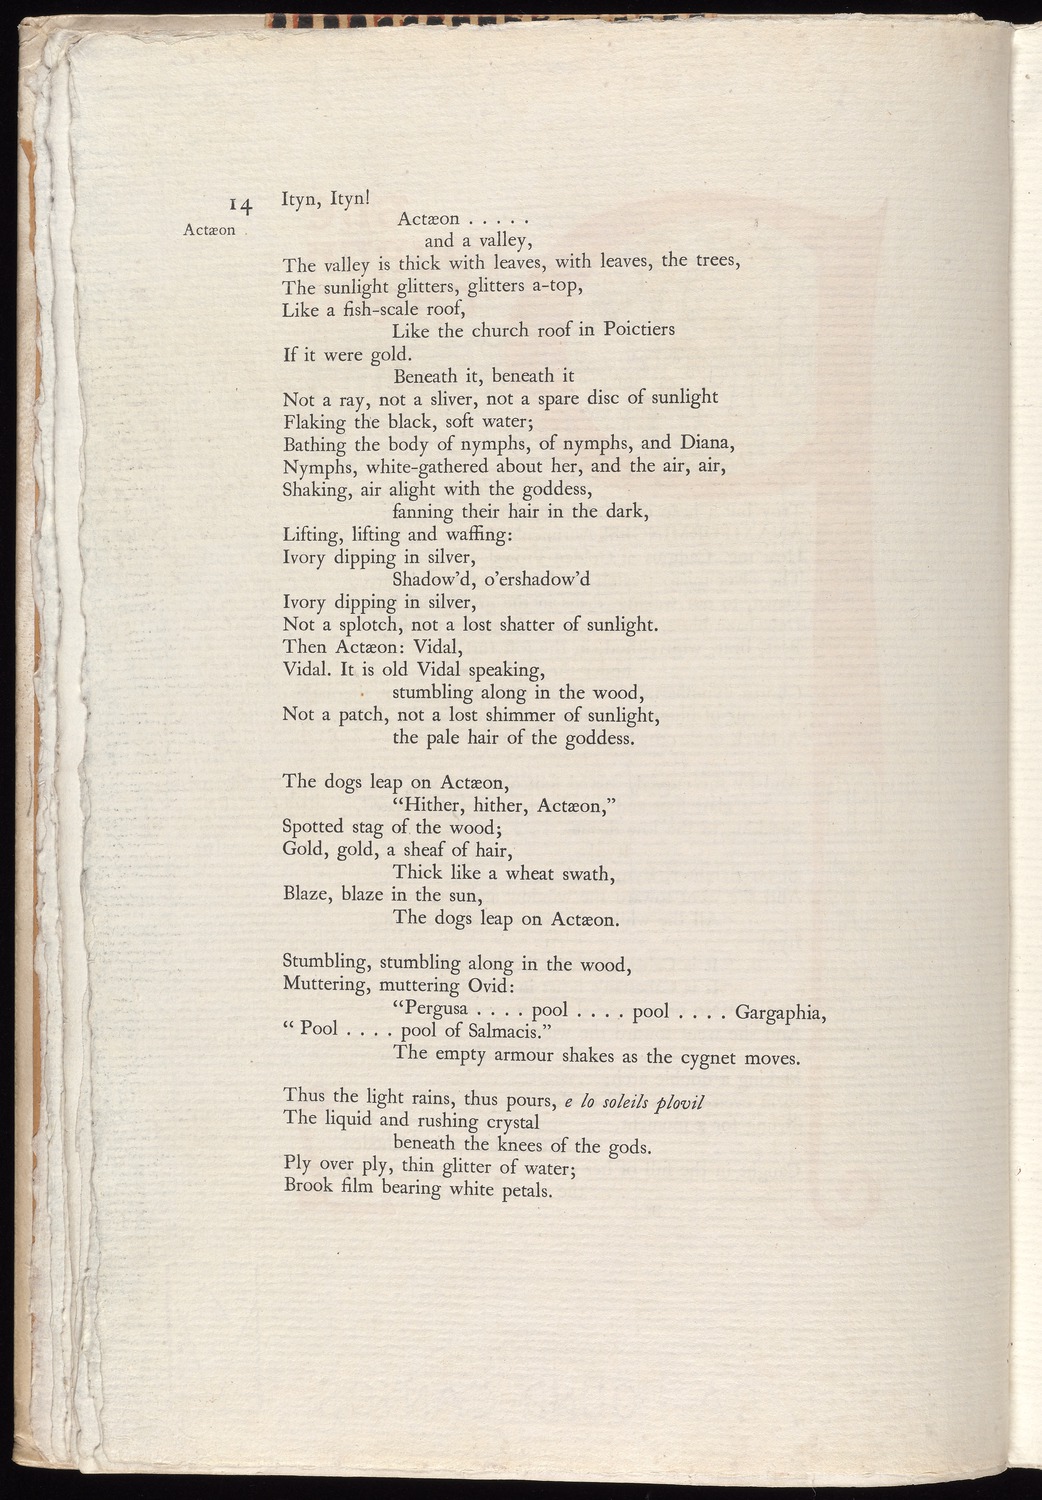 14
Actæon
Ityn, Ityn!
Actæon . . . . .
and a valley,
The valley is thick with leaves, with leaves, the trees,
The sunlight glitters, glitters a-top,
Like a fish-scale roof,
Like the church roof in Poictiers
If it were gold.
Beneath it, beneath it
Not a ray, not a sliver, not a spare disc of sunlight
Flaking the black, soft water;
Bathing the body of nymphs, of nymphs, and Diana,
Nymphs, white-gathered about her, and the air, air,
Shaking, air alight with the goddess,
fanning their hair in the dark,
Lifting, lifting and waffing:
Ivory dipping in silver,
Shadow'd, o'ershadow'd
Ivory dipping in silver,
Not a splotch, not a lost shatter of sunlight.
Then Actæon: Vidal,
Vidal. It is old Vidal speaking,
stumbling along in the wood,
Not a patch, not a lost shimmer of sunlight,
the pale hair of the goddess.
The dogs leap on Actæon,
“Hither, hither, Actæon,”
Spotted stag of the wood;
Gold, gold, a sheaf of hair,
Thick like a wheat swath,
Blaze, blaze in the sun,
The dogs leap on Actæon.
Stumbling, stumbling along in the wood,
Muttering, muttering Ovid:
“Pergusa . . . . pool . . . . pool . . . . Gargaphia,
“ Pool . . . . pool of Salmacis.”
The empty armour shakes as the cygnet moves.
Thus the light rains, thus pours, e lo soleils plovil
The liquid and rushing crystal
beneath the knees of the gods.
Ply over ply, thin glitter of water;
Brook film bearing white petals.